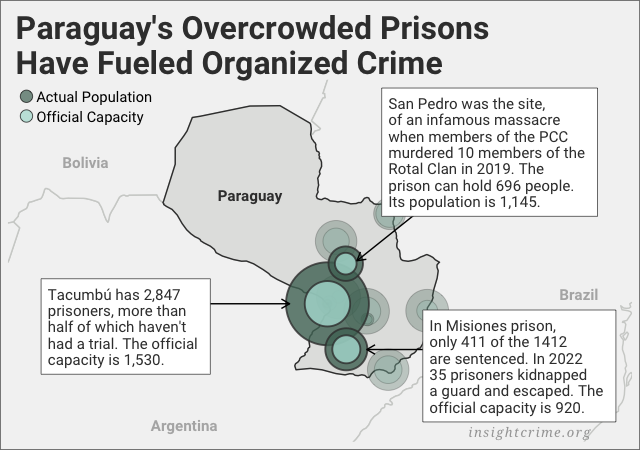 Paraguay's Overcrowded Prisons
Have Fueled Organized Crime
Actual Population
Official Capacity
San Pedro was the site,
of an infamous massacre
when members of the PCC
murdered 10 members of the
Rotal Clan in 2019. The
prison can hold 696 people.
Its population is 1,145.
Bolivia
Paraguay
Tacumbú has 2,847
prisoners, more than
half of which haven't
had a trial. The official
capacity is 1,530.
Brazil
In Misiones prison,
only 411 of the 1412
are sentenced. In 2022
35 prisoners kidnapped
a guard and escaped. The
official capacity is 920.
Argentina
insightcrime.org